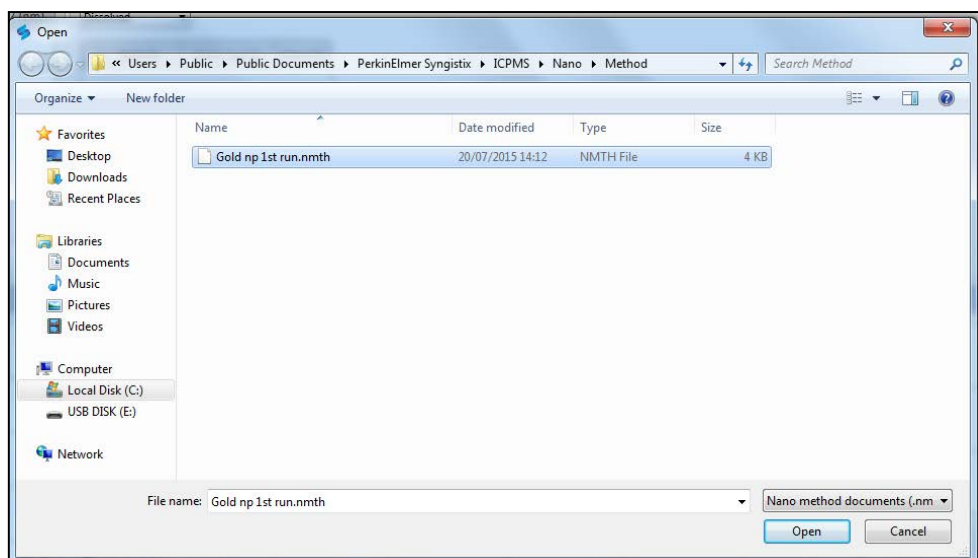 Open
« Users ▸ Public ▸ Public Documents ▸ PerkinElmer Syngistix ▸ ICPMS ▸ Nano ▸ Method
Search Method
Organize
New folder
Favorites
Desktop
Downloads
Recent Places
Libraries
Documents
Music
Pictures
Videos
Computer
Local Disk (C:)
USB DISK (E:)
Network
Name Date modified Type Size
Gold np 1st run.nmth 20/07/2015 14:12 NMTH File 4 KB
File name: Gold np 1st run.nmth
Nano method documents (.nm
Open Cancel